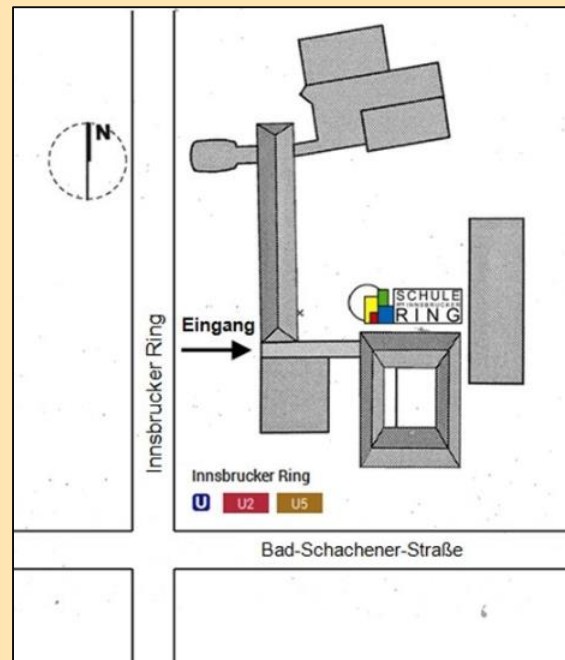 N
SCHULE
AM INNSBRUCKER
RING
Eingang
Innsbrucker Ring
Innsbrucker Ring
U U2 U5
Bad-Schachener-Straße